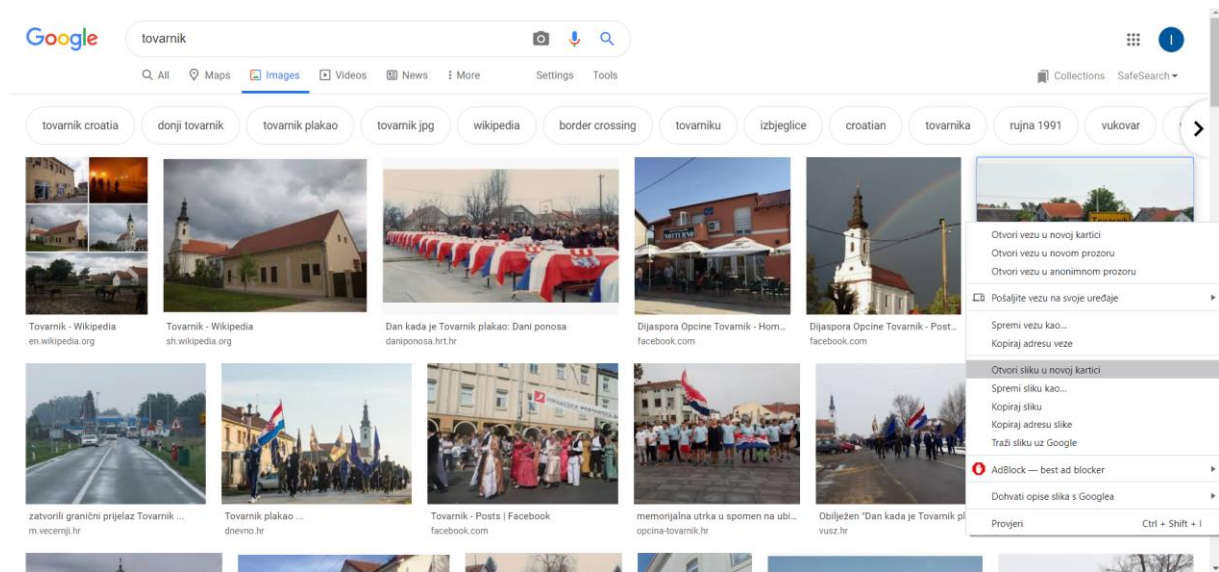 Google
tovarnik
I
All Maps Images Videos News More Settings Tools
Collections SafeSearch
tovarnik croatia donji tovarnik tovarnik plakao tovarnik jpg wikipedia border crossing tovarniku izbjeglice croatian tovarnika rujna 1991 vukovar
Tovarnik
Tovarnik - Wikipedia
en.wikipedia.org
Tovarnik - Wikipedia
sh.wikipedia.org
Dan kada je Tovarnik plakao: Dani ponosa
daniponosa.hrt.hr
Dijaspora Opcine Tovarnik - Hom...
facebook.com
Dijaspora Opcine Tovarnik - Post...
facebook.com
Otvori vezu u novoj kartici
Otvori vezu u novom prozoru
Otvori vezu u anonimnom prozoru
Pošaljite vezu na svoje uređaje
Spremi vezu kao...
Kopiraj adresu veze
Otvori sliku u novoj kartici
Spremi sliku kao...
Kopiraj sliku
Kopiraj adresu slike
Traži sliku uz Google
AdBlock — best ad blocker
Dohvati opise slika s Googlea
Provjeri Ctrl + Shift + I
zatvorili granični prijelaz Tovarnik ...
m.vecernji.hr
Tovarnik plakao ...
dnevno.hr
Tovarnik - Posts | Facebook
facebook.com
memorijalna utrka u spomen na ubi...
opcina-tovarnik.hr
Obilježen "Dan kada je Tovarnik pl
vusz.hr